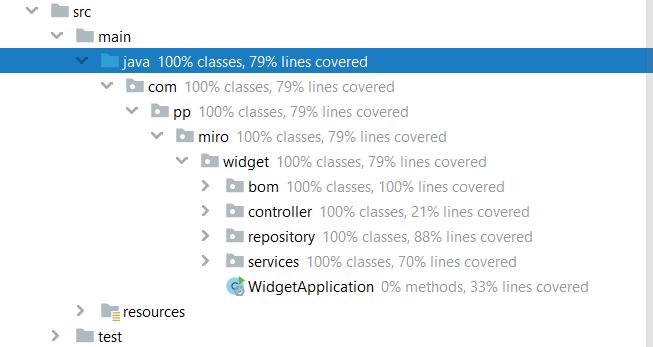 src
main
java 100% classes, 79% lines covered
com 100% classes, 79% lines covered
pp 100% classes, 79% lines covered
miro 100% classes, 79% lines covered
widget 100% classes, 79% lines covered
bom 100% classes, 100% lines covered
controller 100% classes, 21% lines covered
repository 100% classes, 88% lines covered
services 100% classes, 70% lines covered
WidgetApplication 0% methods, 33% lines covered
resources
test